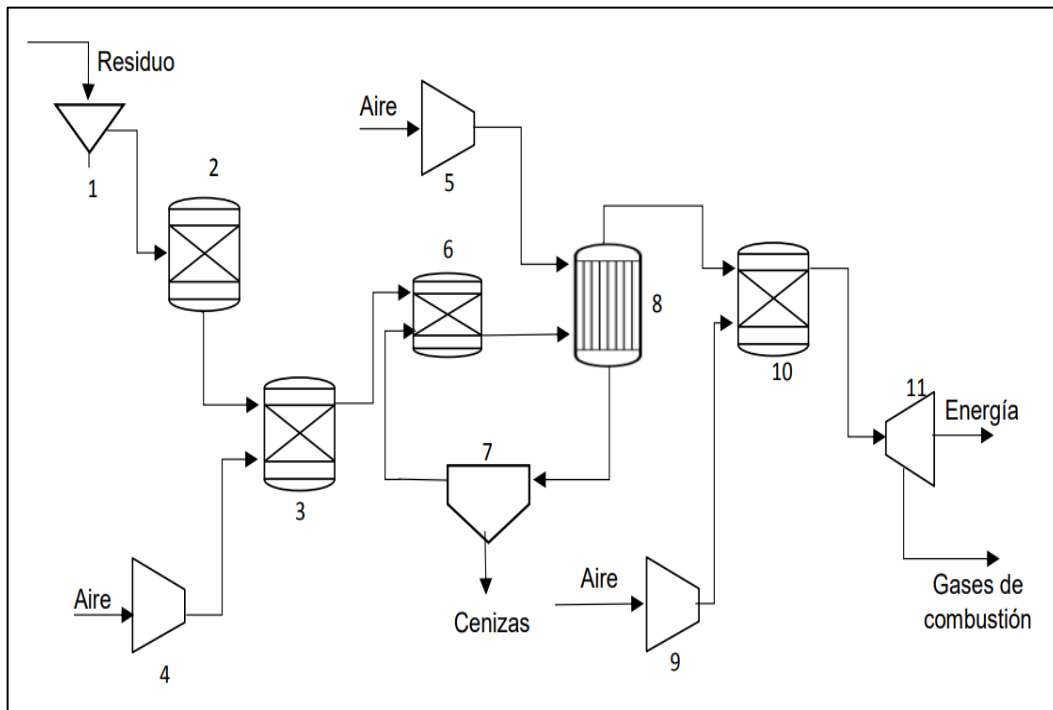 Residuo
1
2
3
Aire
4
Aire
5
6
7
Cenizas
8
Aire
9
10
11
Energía
Gases de
combustión